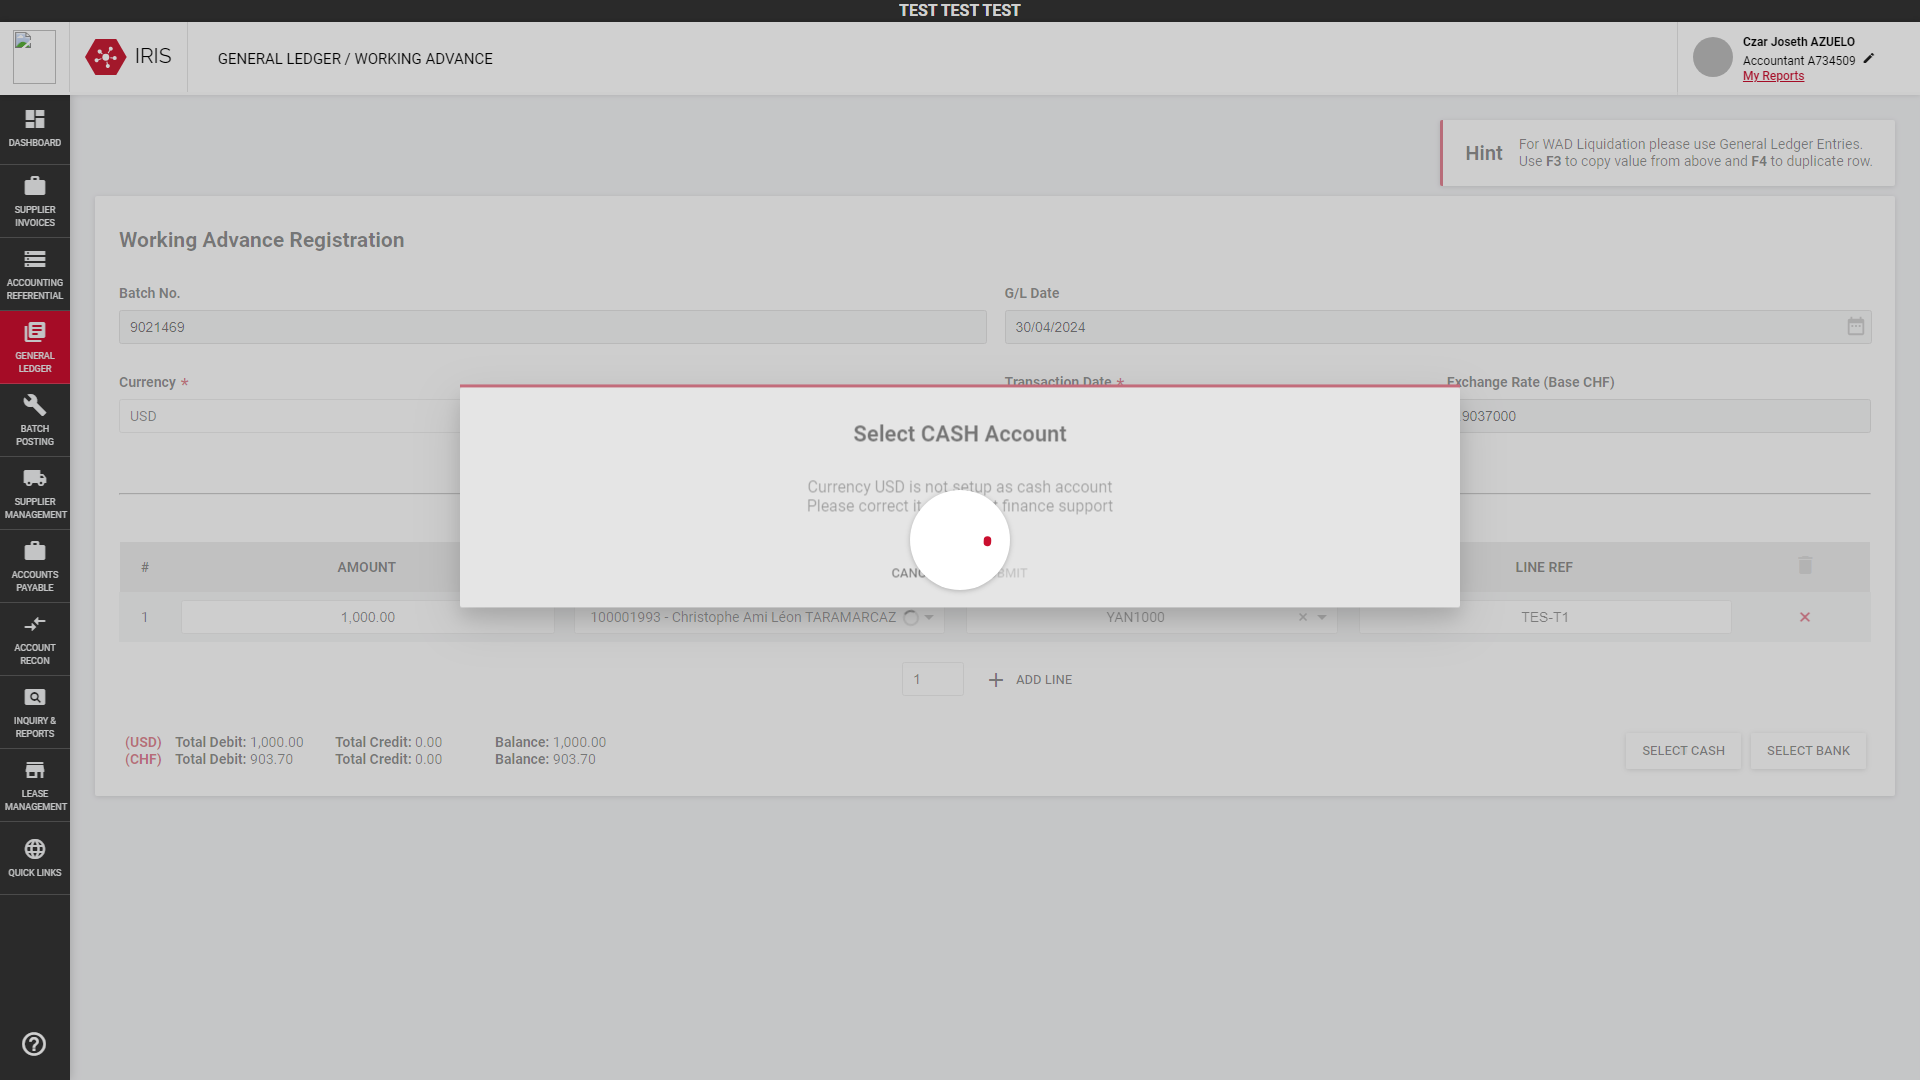 TEST TEST TEST
IRIS
GENERAL LEDGER / WORKING ADVANCE
Czar Joseth AZUELO
Accountant A734509
My Reports
DASHBOARD
SUPPLIER
INVOICES
ACCOUNTING
REFERENTIAL
GENERAL
LEDGER
BATCH
POSTING
SUPPLIER
MANAGEMENT
ACCOUNTS
PAYABLE
ACCOUNT
RECON
INQUIRY &
REPORTS
LEASE
MANAGEMENT
QUICK LINKS
Hint
For WAD Liquidation please use General Ledger Entries.
Use F3 to copy value from above and F4 to duplicate row.
Working Advance Registration
Batch No.
G/L Date
9021469
30/04/2024
Currency *
Transaction Date *
Exchange Rate (Base CHF)
USD
9037000
Select CASH Account
Currency USD is not setup as cash account
Please correct it finance support
# AMOUNT LINE REF
1 1,000.00 100001993 - Christophe Ami Léon TARAMARCAZ YAN1000 TES-T1
1 ADD LINE
(USD) Total Debit: 1,000.00 Total Credit: 0.00 Balance: 1,000.00
(CHF) Total Debit: 903.70 Total Credit: 0.00 Balance: 903.70
SELECT CASH
SELECT BANK